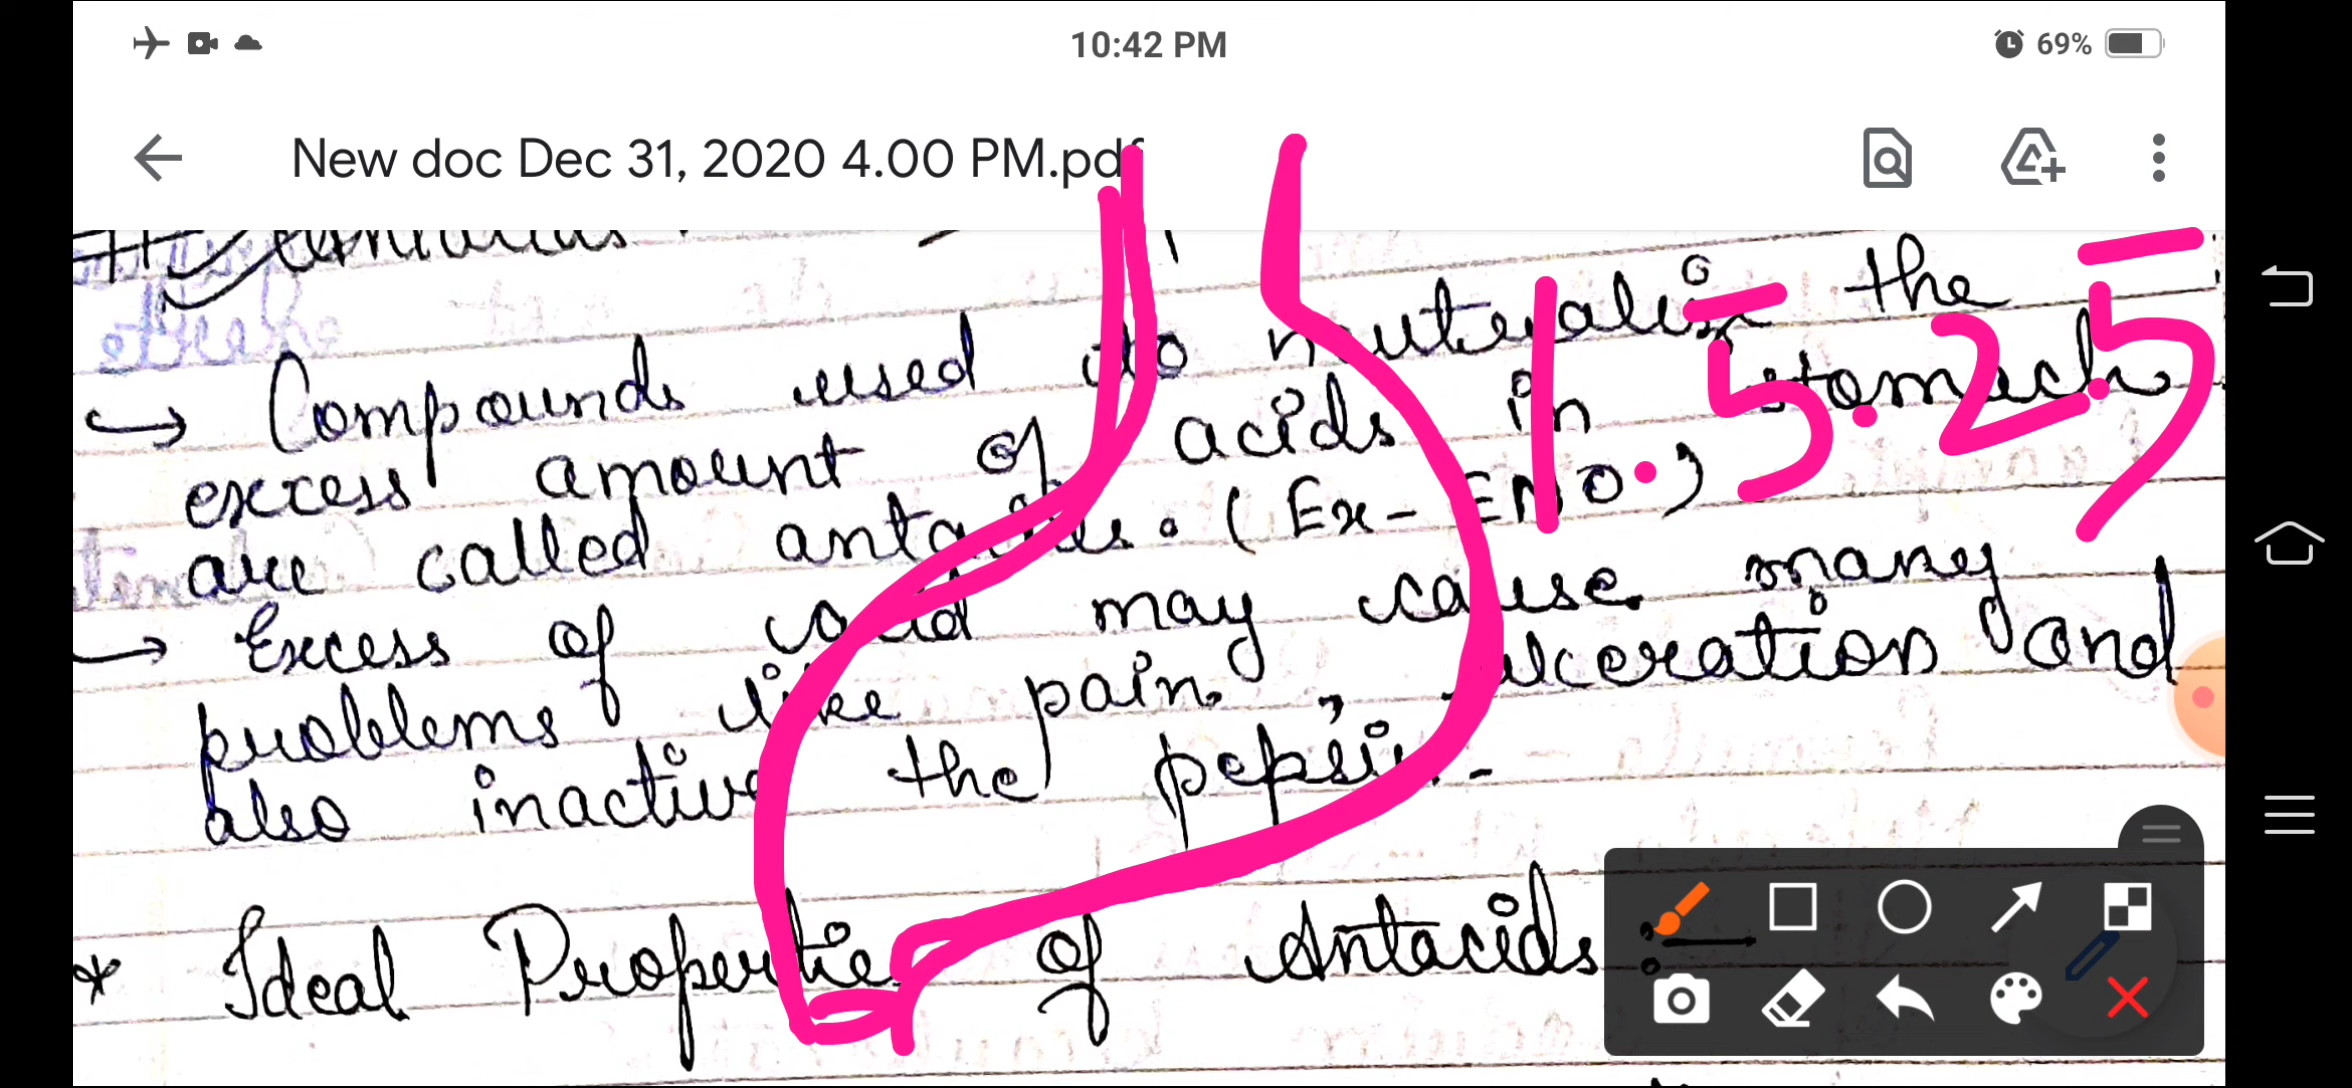 10:42 PM
69%
New doc Dec 31, 2020 4.00 PM.pdf
→ Compounds used to nuteralise the
excess amount of acids in stomach
are called antacids. (Ex- ENO.)
→ Excess of acid may cause many
problems like pain, ulceration and
also inactive the pepsin.
* Ideal Properties of Antacids :
1.5.2.5